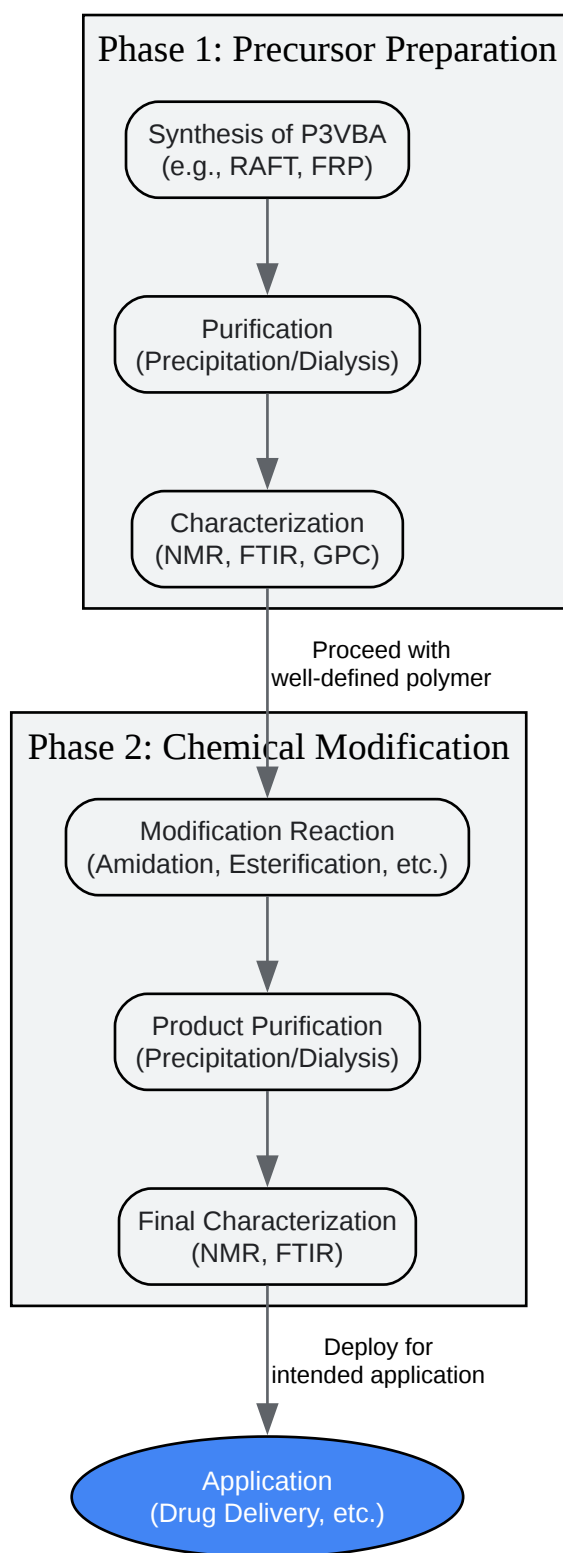 Phase 1: Precursor Preparation
Synthesis of P3VBA
(e.g., RAFT, FRP)
Purification
(Precipitation/Dialysis)
Characterization
(NMR, FTIR, GPC)
Proceed with
well-defined polymer
Phase 2: Chemical Modification
Modification Reaction
(Amidation, Esterification, etc.)
Product Purification
(Precipitation/Dialysis)
Final Characterization
(NMR, FTIR)
Deploy for
intended application
Application
(Drug Delivery, etc.)